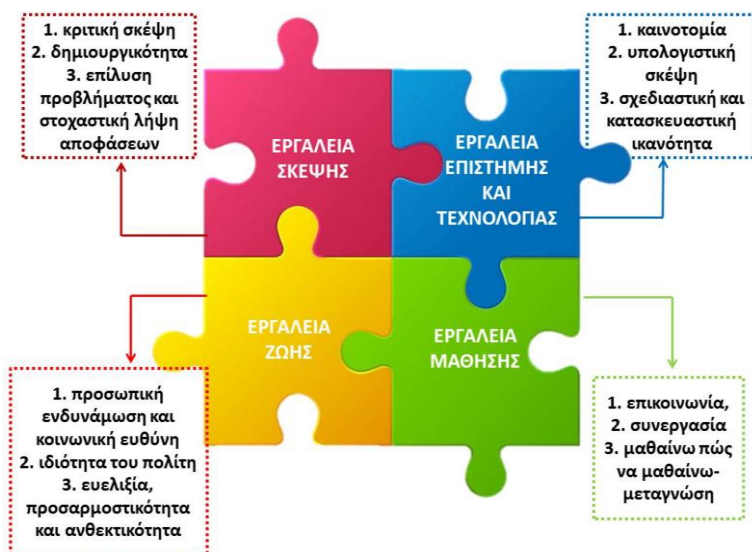 1. κριτική σκέψη
2. δημιουργικότητα
3. επίλυση
προβλήματος και
στοχαστική λήψη
αποφάσεων
ΕΡΓΑΛΕΙΑ
ΣΚΕΨΗΣ
ΕΡΓΑΛΕΙΑ
ΕΠΙΣΤΗΜΗΣ
ΚΑΙ
ΤΕΧΝΟΛΟΓΙΑΣ
1. καινοτομία
2. υπολογιστική
σκέψη
3. σχεδιαστική και
κατασκευαστική
ικανότητα
1. προσωπική
ενδυνάμωση και
κοινωνική ευθύνη
2. ιδιότητα του πολίτη
3. ευελιξία,
προσαρμοστικότητα
και ανθεκτικότητα
ΕΡΓΑΛΕΙΑ
ΖΩΗΣ
ΕΡΓΑΛΕΙΑ
ΜΑΘΗΣΗΣ
1. επικοινωνία,
2. συνεργασία
3. μαθαίνω πώς
να μαθαίνω-
μεταγνώση